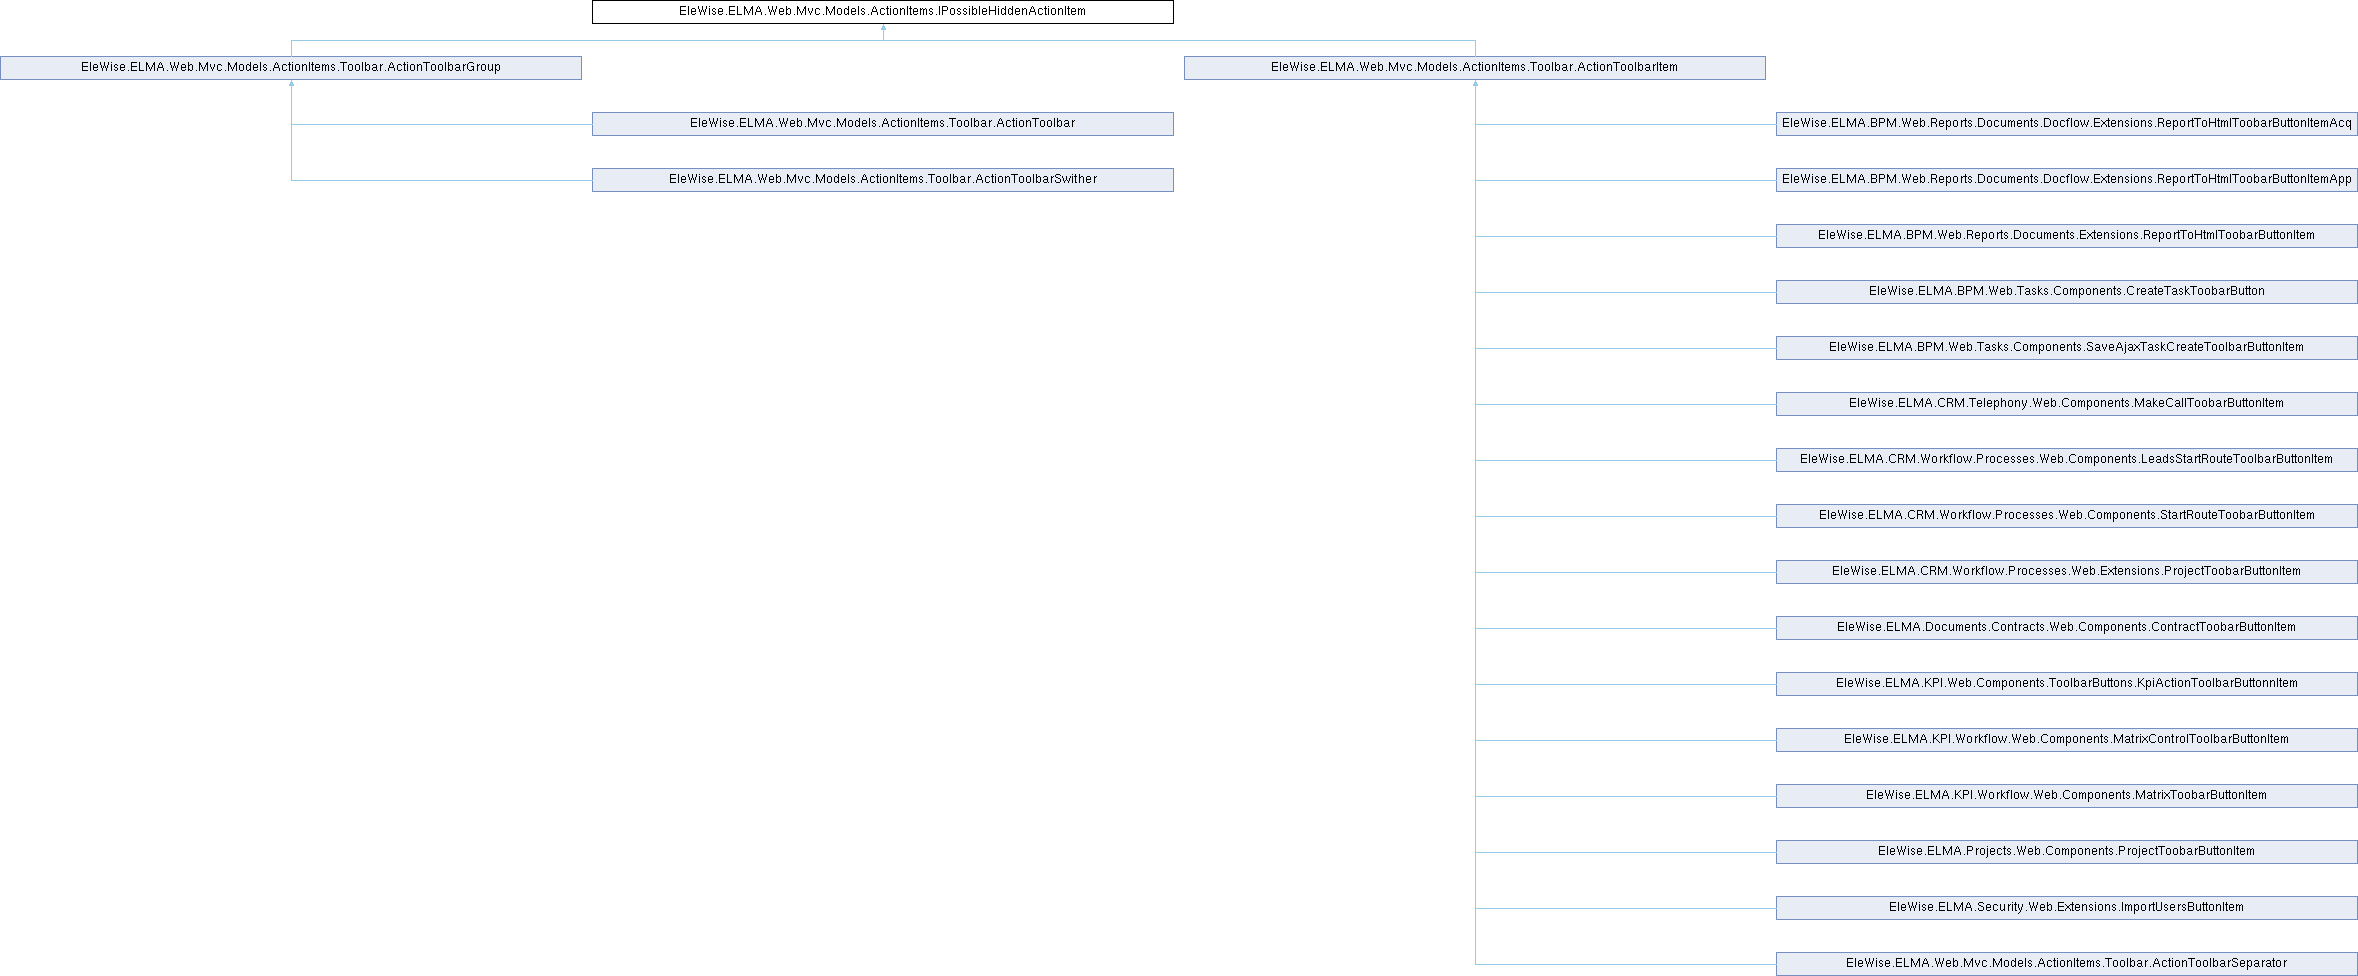 EleWise.ELMA.Web.Mvc.Models.ActionItems.IPossibleHiddenActionItem
EleWise.ELMA.Web.Mvc.Models.ActionItems.Toolbar.ActionToolbarGroup
EleWise.ELMA.Web.Mvc.Models.ActionItems.Toolbar.ActionToolbarItem
EleWise.ELMA.Web.Mvc.Models.ActionItems.Toolbar.ActionToolbar
EleWise.ELMA.BPM.Web.Reports.Documents.Docflow.Extensions.ReportToHtmlToobarButtonItemAcq
EleWise.ELMA.Web.Mvc.Models.ActionItems.Toolbar.ActionToolbarSwither
EleWise.ELMA.BPM.Web.Reports.Documents.Docflow.Extensions.ReportToHtmlToobarButtonItemApp
EleWise.ELMA.BPM.Web.Reports.Documents.Extensions.ReportToHtmlToobarButtonItem
EleWise.ELMA.BPM.Web.Tasks.Components.CreateTaskToobarButton
EleWise.ELMA.BPM.Web.Tasks.Components.SaveAjaxTaskCreateToolbarButtonItem
EleWise.ELMA.CRM.Telephony.Web.Components.MakeCallToobarButtonItem
EleWise.ELMA.CRM.Workflow.Processes.Web.Components.LeadsStartRouteToolbarButtonItem
EleWise.ELMA.CRM.Workflow.Processes.Web.Components.StartRouteToobarButtonItem
EleWise.ELMA.CRM.Workflow.Processes.Web.Extensions.ProjectToobarButtonItem
EleWise.ELMA.Documents.Contracts.Web.Components.ContractToobarButtonItem
EleWise.ELMA.KPI.Web.Components.ToolbarButtons.KpiActionToolbarButtonnItem
EleWise.ELMA.KPI.Workflow.Web.Components.MatrixControlToolbarButtonItem
EleWise.ELMA.KPI.Workflow.Web.Components.MatrixToobarButtonItem
EleWise.ELMA.Projects.Web.Components.ProjectToobarButtonItem
EleWise.ELMA.Security.Web.Extensions.ImportUsersButtonItem
EleWise.ELMA.Web.Mvc.Models.ActionItems.Toolbar.ActionToolbarSeparator